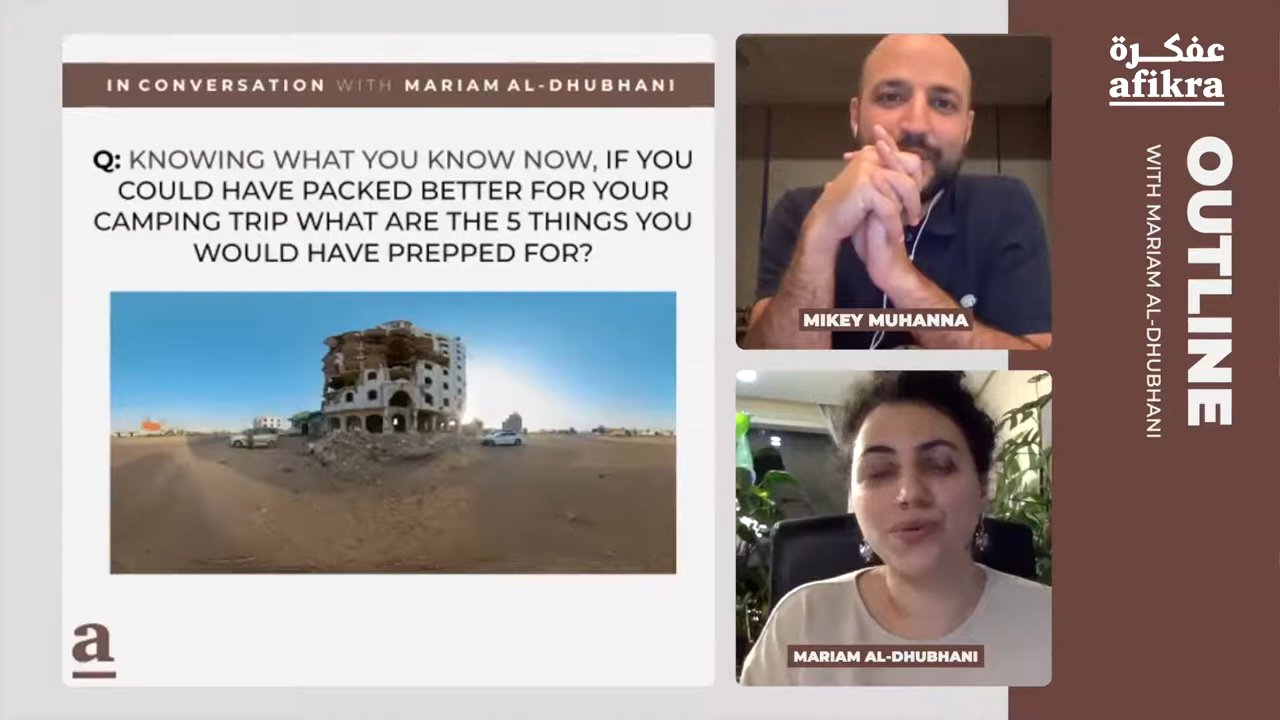 IN CONVERSATION WITH MARIAM AL-DHUBHANI
Q: KNOWING WHAT YOU KNOW NOW, IF YOU
COULD HAVE PACKED BETTER FOR YOUR
CAMPING TRIP WHAT ARE THE 5 THINGS YOU
WOULD HAVE PREPPED FOR?
a
MIKEY MUHANNA
MARIAM AL-DHUBHANI
عفكرة
afikra
OUTLINE
WITH MARIAM AL-DHUBHANI